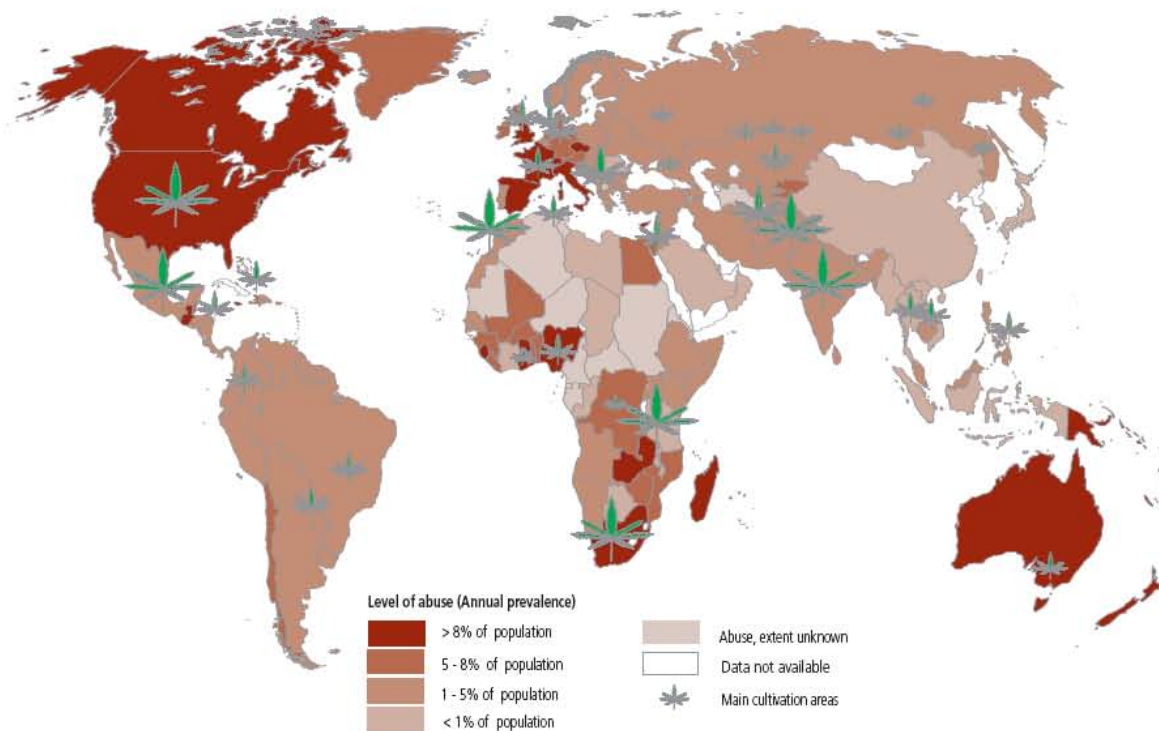 Level of abuse (Annual prevalence)
> 8% of population
5 - 8% of population
1 - 5% of population
< 1% of population
Abuse, extent unknown
Data not available
Main cultivation areas